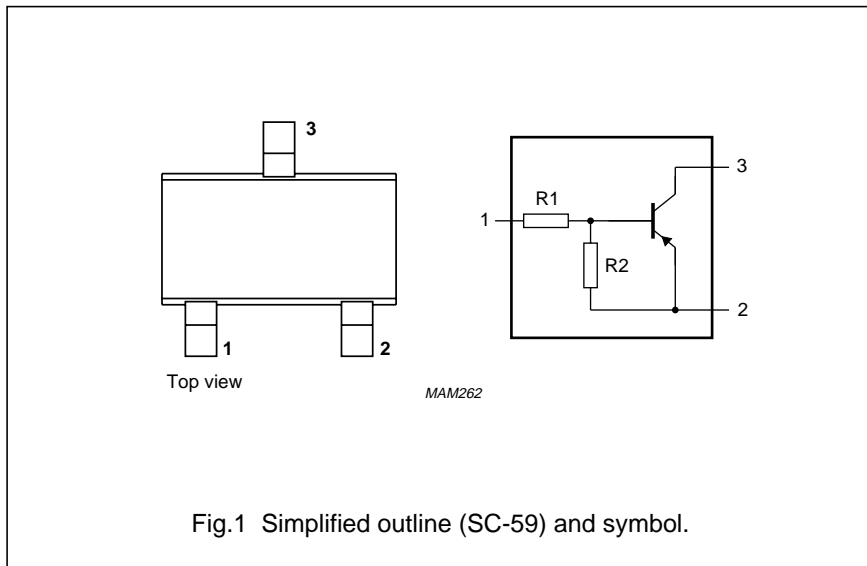 3
1
2
Top view
R1
R2
1
3
2
MAM262
Fig.1  Simplified outline (SC-59) and symbol.